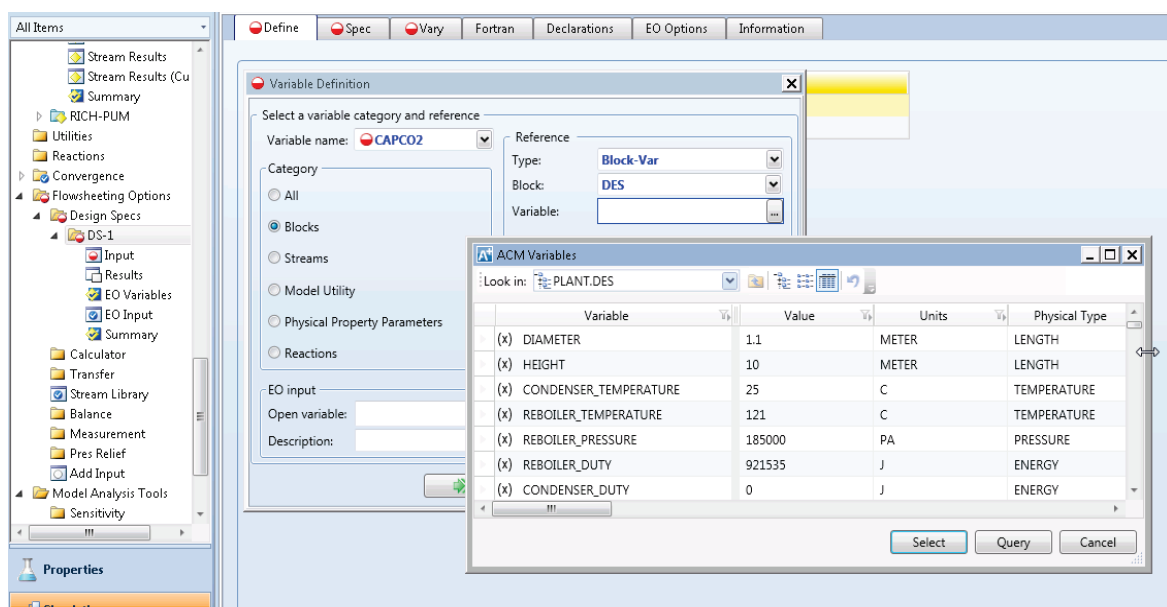 All Items
Stream Results
Stream Results (Cu
Summary
RICH-PUM
Utilities
Reactions
Convergence
Flowsheeting Options
Design Specs
DS-1
Input
Results
EO Variables
EO Input
Summary
Calculator
Transfer
Stream Library
Balance
Measurement
Pres Relief
Add Input
Model Analysis Tools
Sensitivity
Properties
Define Spec Vary Fortran Declarations EO Options Information
Variable Definition
Select a variable category and reference
Variable name: CAPCO2
Category
All
Blocks
Streams
Model Utility
Physical Property Parameters
Reactions
Reference
Type: Block-Var
Block: DES
Variable: ...
EO input
Open variable:
Description:
ACM Variables
Look in: PLANT.DES
Variable Value Units Physical Type
(x) DIAMETER 1.1 METER LENGTH
(x) HEIGHT 10 METER LENGTH
(x) CONDENSER_TEMPERATURE 25 C TEMPERATURE
(x) REBOILER_TEMPERATURE 121 C TEMPERATURE
(x) REBOILER_PRESSURE 185000 PA PRESSURE
(x) REBOILER_DUTY 921535 J ENERGY
(x) CONDENSER_DUTY 0 J ENERGY
Select Query Cancel